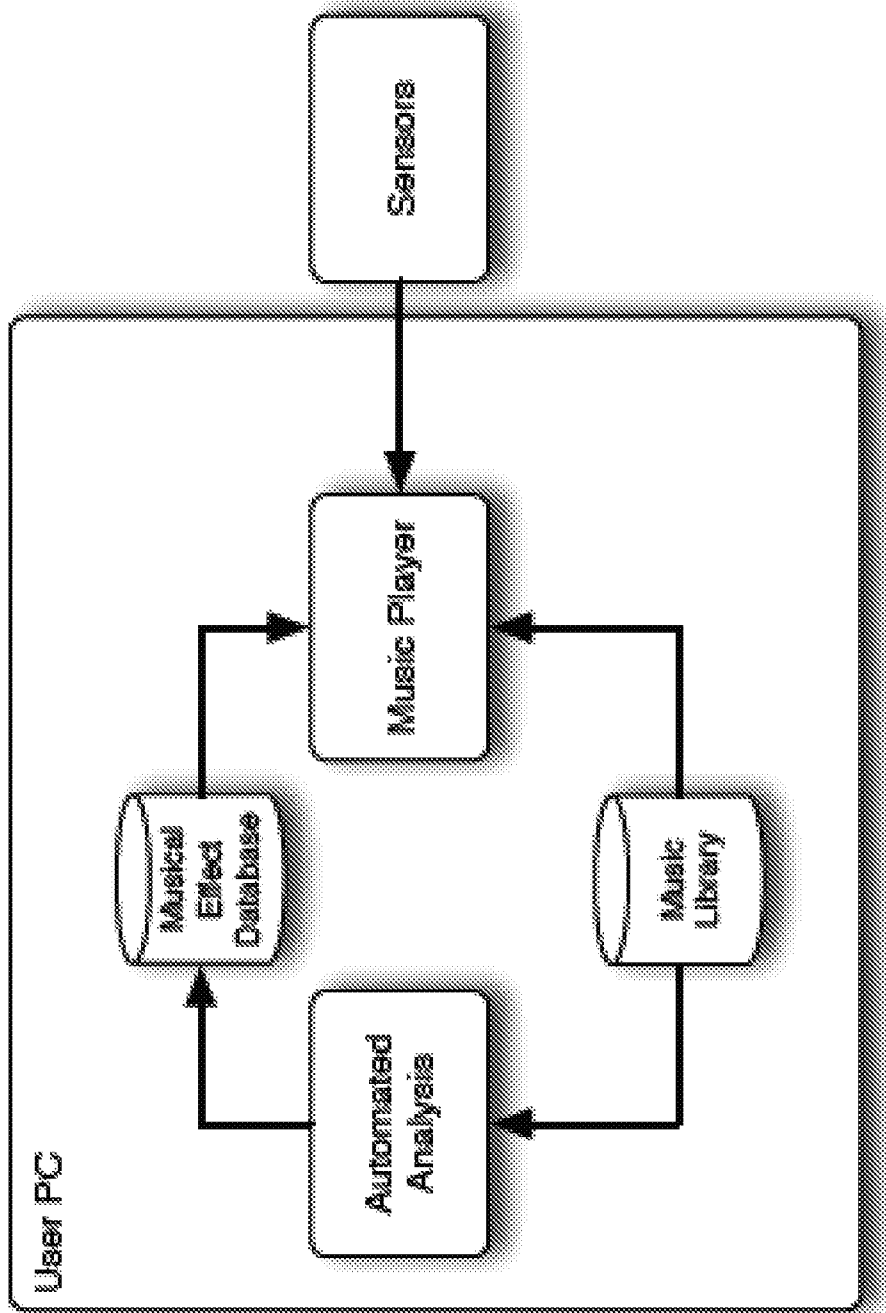 User PC
Musical
Effect
Database
Automated
Analysis
Music Player
Sensors
Music
Library